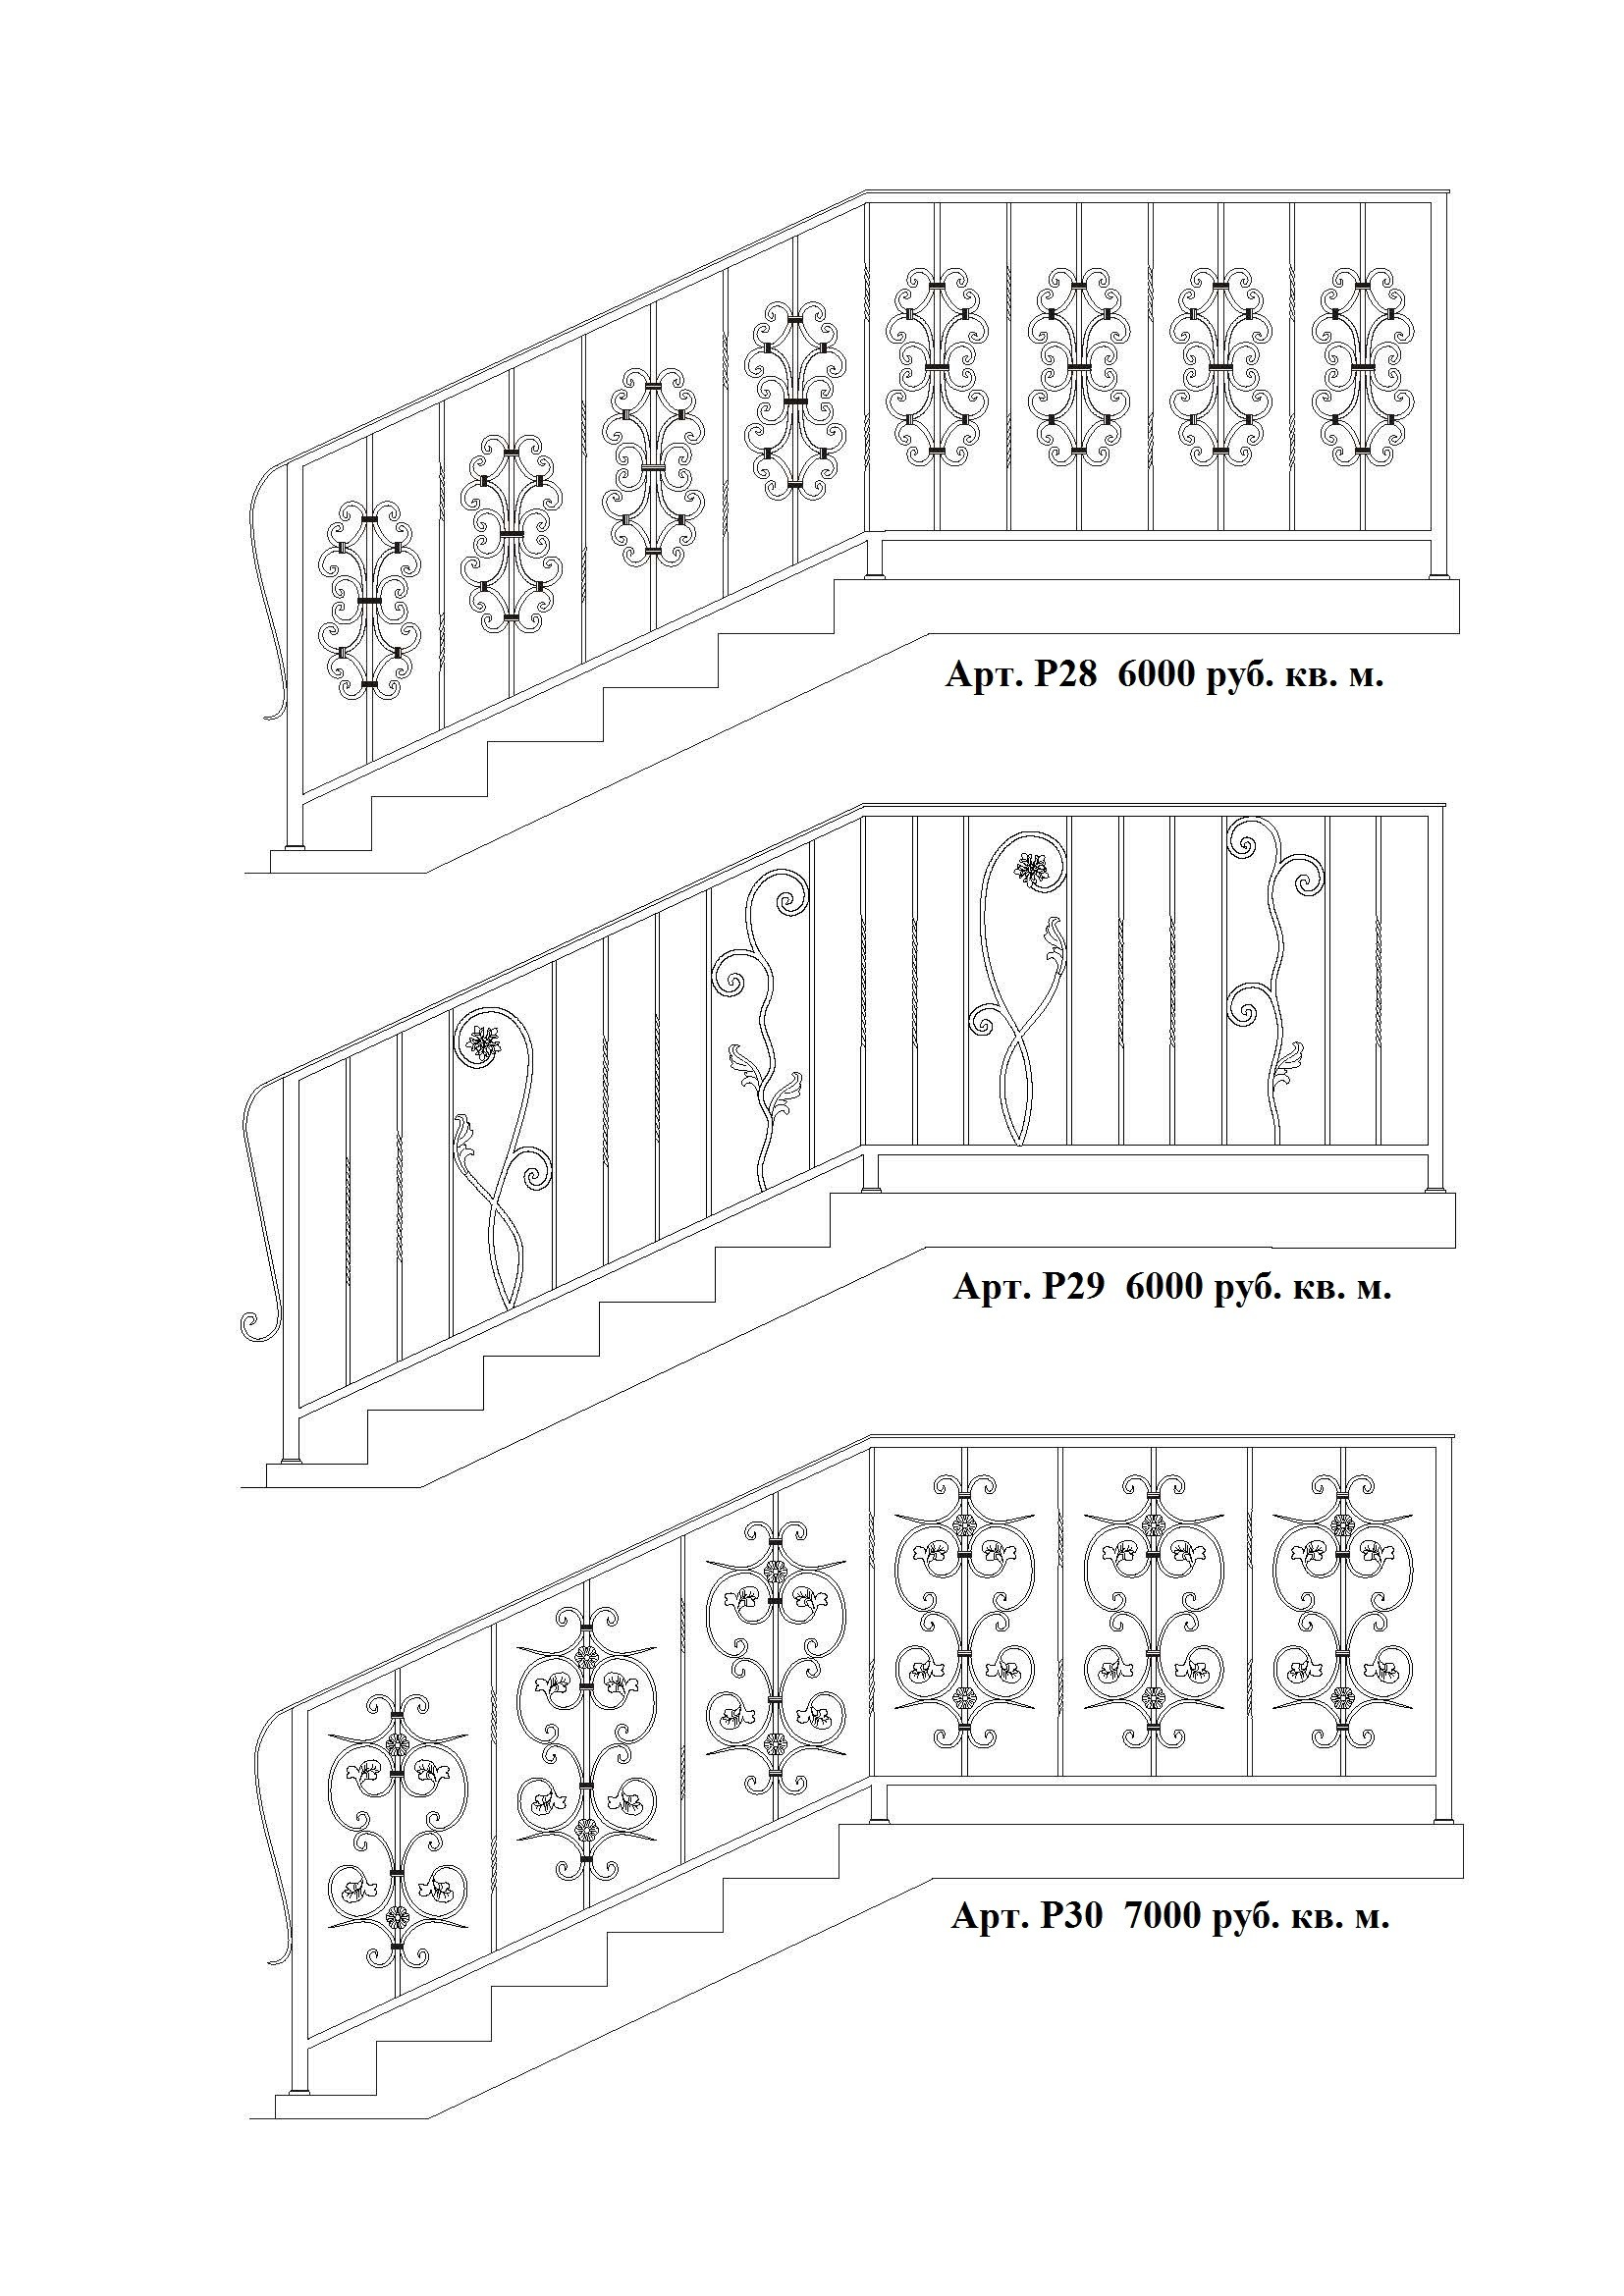 Арт. Р28 6000 руб. кв. м.
Арт. Р29 6000 руб. кв. м.
Арт. Р30 7000 руб. кв. м.